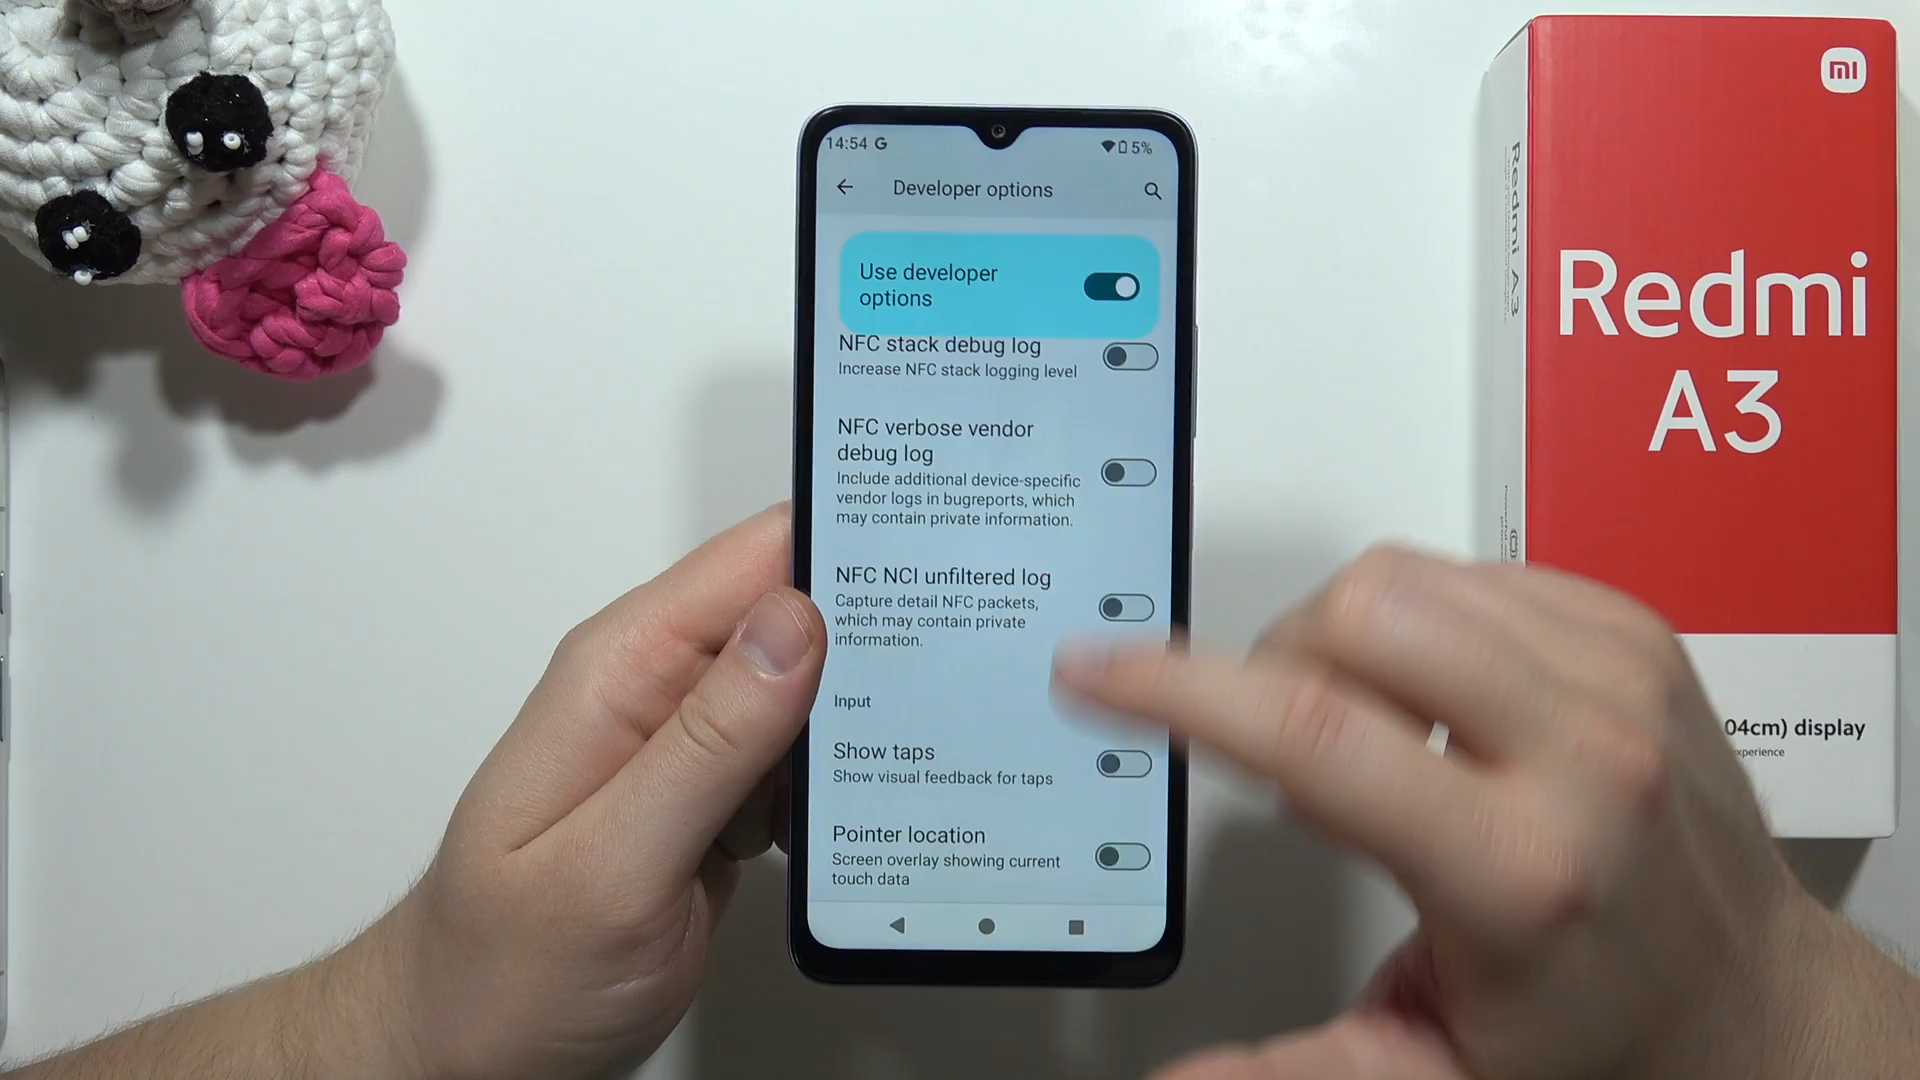 14:54 G
5%
Developer options
Use developer
options
NFC stack debug log
Increase NFC stack logging level
NFC verbose vendor
debug log
Include additional device-specific
vendor logs in bugreports, which
may contain private information.
NFC NCI unfiltered log
Capture detail NFC packets,
which may contain private
information.
Input
Show taps
Show visual feedback for taps
Pointer location
Screen overlay showing current
touch data
mi
Redmi
A3
Redmi A3
04cm) display
xperience